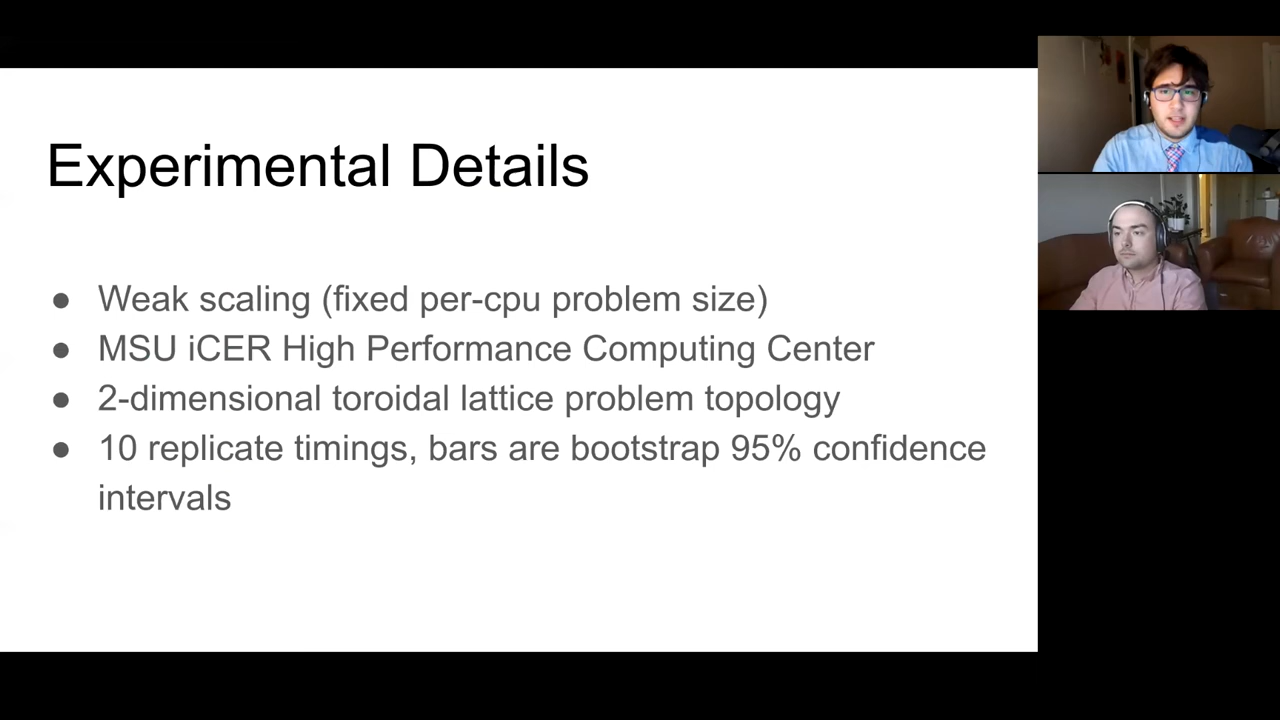 Experimental Details
● Weak scaling (fixed per-cpu problem size)
● MSU iCER High Performance Computing Center
● 2-dimensional toroidal lattice problem topology
● 10 replicate timings, bars are bootstrap 95% confidence
intervals